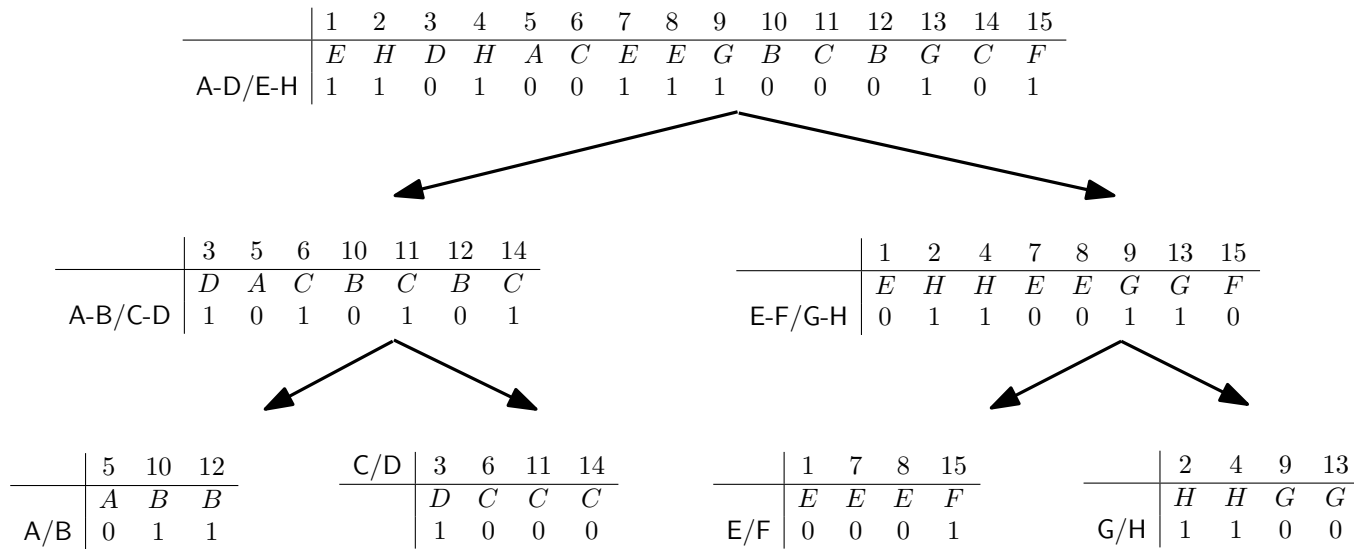 1 2 3 4 5 6 7 8 9 10 11 12 13 14 15
E H D H A C E E G B C B G C F
A-D/E-H 1 1 0 1 0 0 1 1 1 0 0 0 1 0 1
3 5 6 10 11 12 14
D A C B C B C
A-B/C-D 1 0 1 0 1 0 1
1 2 4 7 8 9 13 15
E H H E E G G F
E-F/G-H 0 1 1 0 0 1 1 0
5 10 12
A B B
A/B 0 1 1
C/D 3 6 11 14
D C C C
1 0 0 0
1 7 8 15
E E E F
E/F 0 0 0 1
2 4 9 13
H H G G
G/H 1 1 0 0